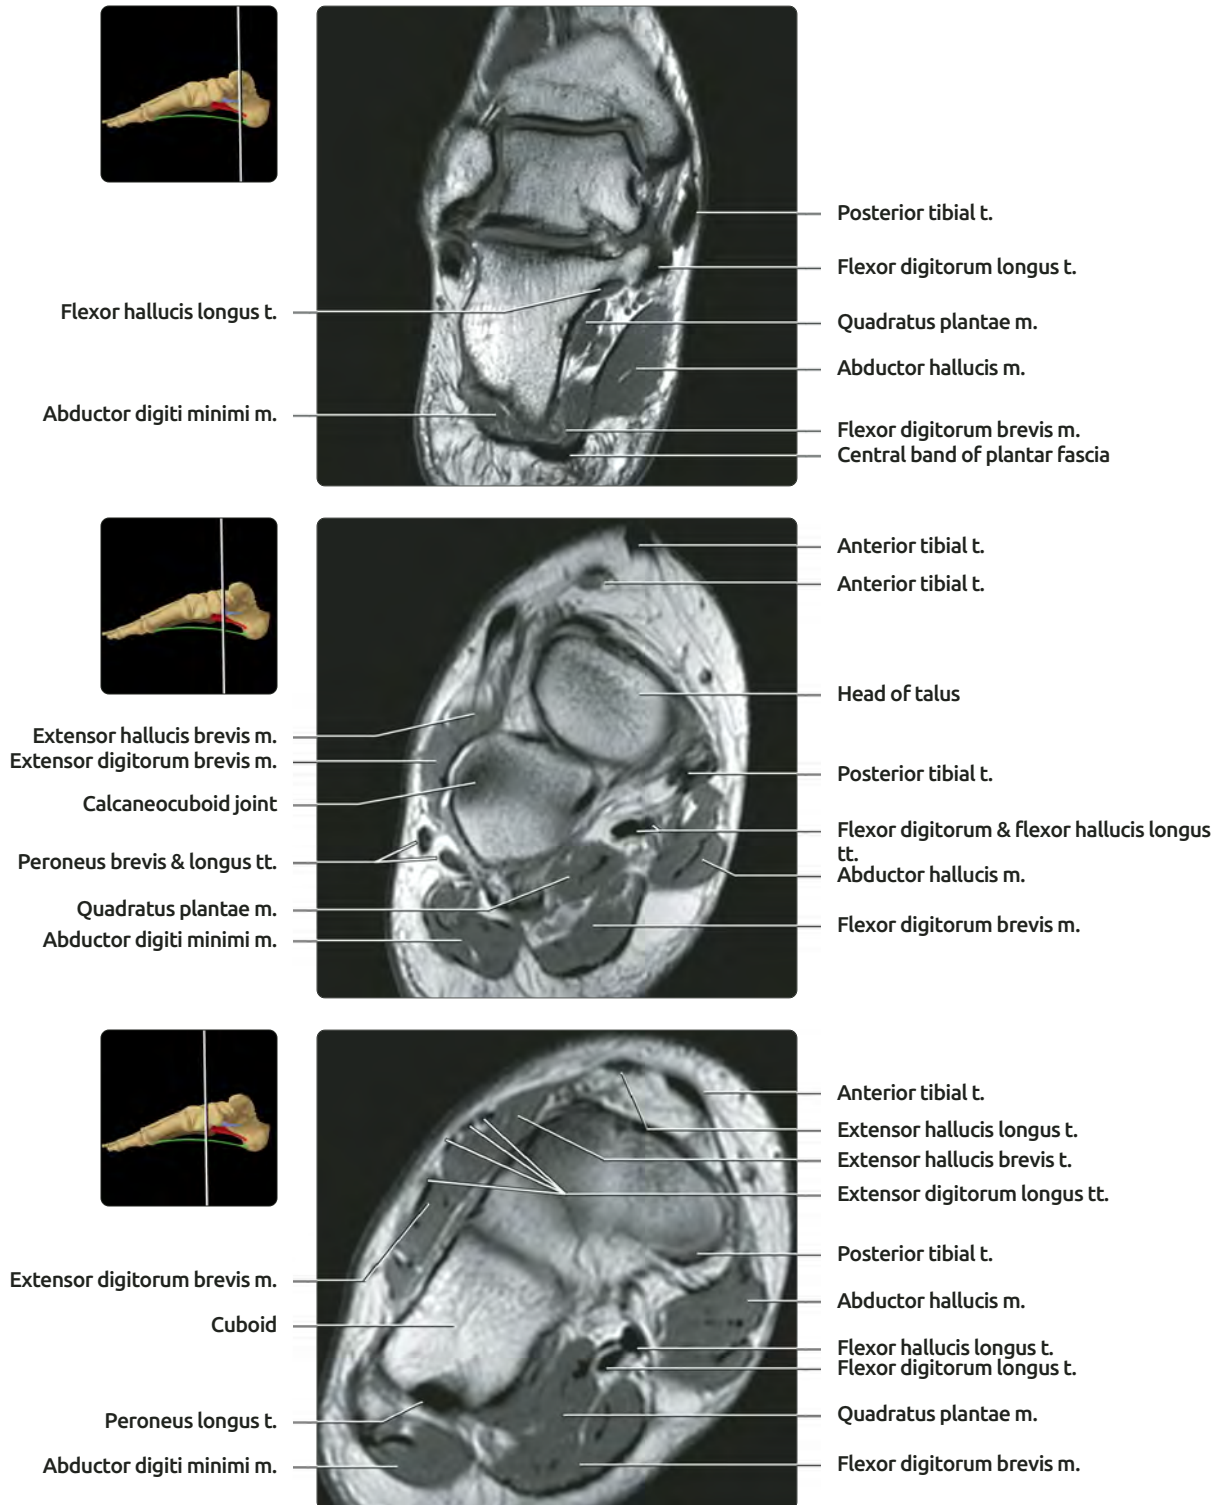 Posterior tibial t.
Flexor digitorum longus t.
Flexor hallucis longus t.
Quadratus plantae m.
Abductor hallucis m.
Abductor digiti minimi m.
Flexor digitorum brevis m.
Central band of plantar fascia
Anterior tibial t.
Anterior tibial t.
Head of talus
Extensor hallucis brevis m.
Extensor digitorum brevis m.
Posterior tibial t.
Calcaneocuboid joint
Flexor digitorum & flexor hallucis longus
tt.
Peroneus brevis & longus tt.
Abductor hallucis m.
Quadratus plantae m.
Flexor digitorum brevis m.
Abductor digiti minimi m.
Anterior tibial t.
Extensor hallucis longus t.
Extensor hallucis brevis t.
Extensor digitorum longus tt.
Posterior tibial t.
Extensor digitorum brevis m.
Abductor hallucis m.
Cuboid
Flexor hallucis longus t.
Flexor digitorum longus t.
Quadratus plantae m.
Peroneus longus t.
Flexor digitorum brevis m.
Abductor digiti minimi m.